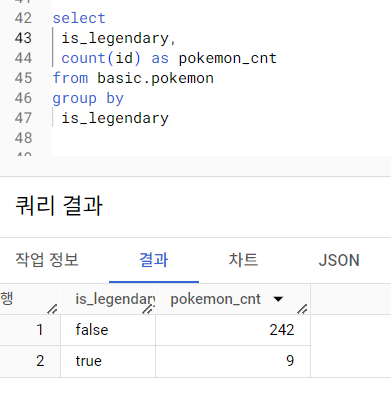 42 select
43 is_legendary,
44 count(id) as pokemon_cnt
45 from basic.pokemon
46 group by
47 is_legendary
48
쿼리 결과
작업 정보 결과 차트 JSON
행 is_legendary pokemon_cnt
1 false 242
2 true 9